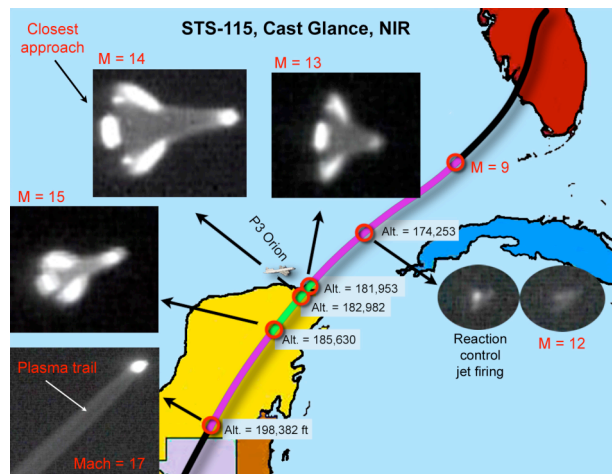 STS-115, Cast Glance, NIR
Closest
approach
M = 14
M = 13
M = 9
M = 15
P3 Orion
Alt. = 174,253
Alt. = 181,953
Alt. = 182,982
Alt. = 185,630
Reaction
control
jet firing
M = 12
Plasma trail
Alt. = 198,382 ft
Mach = 17